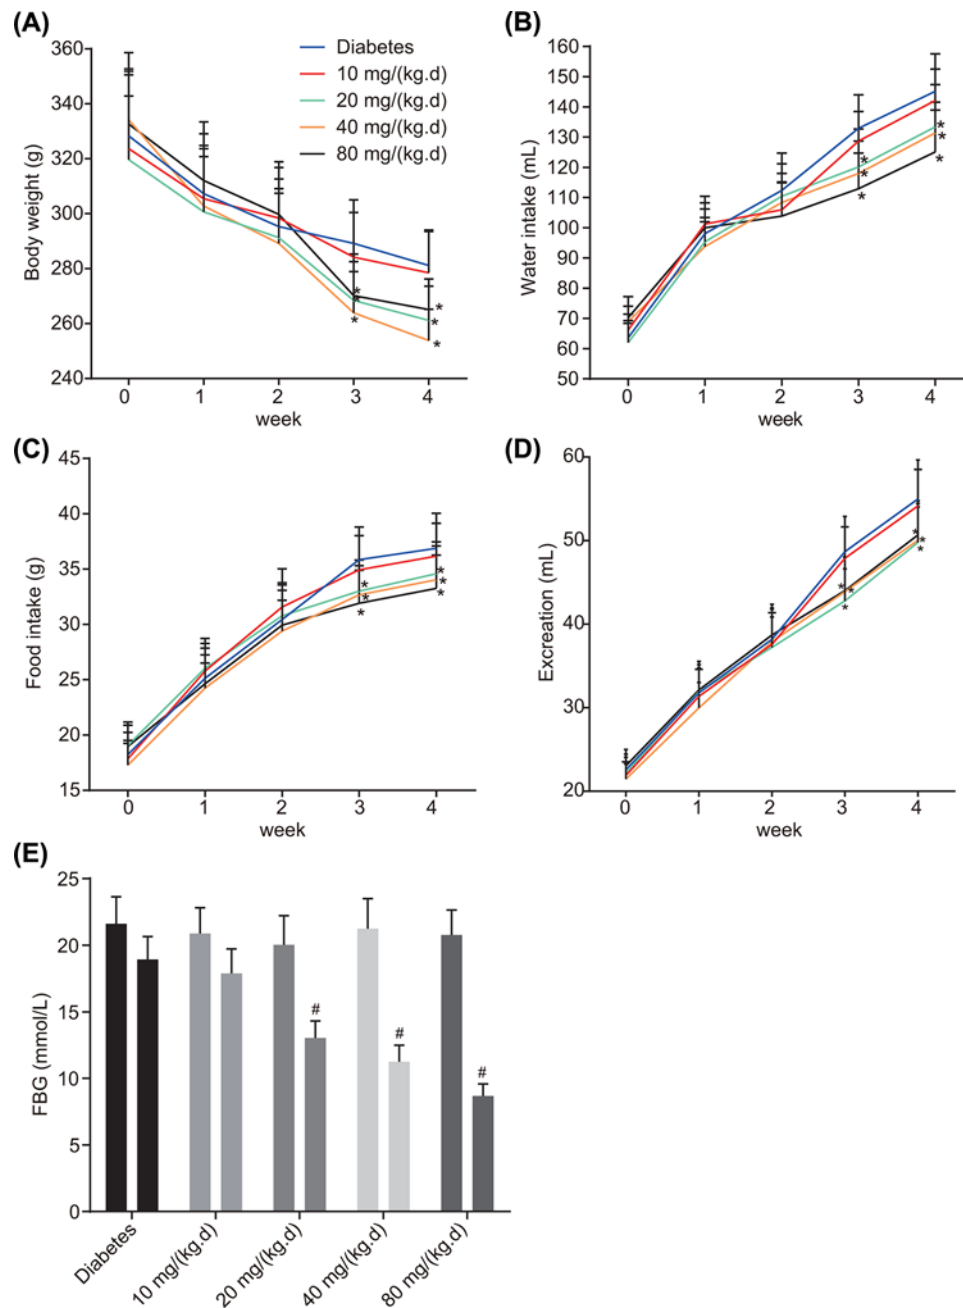 (A)
Body weight (g)
360
340
320
300
280
260
240
0 1 2 3 4
week
Diabetes
10 mg/(kg.d)
20 mg/(kg.d)
40 mg/(kg.d)
80 mg/(kg.d)
* * * * *
(B)
Water intake (mL)
160
150
140
130
120
110
100
90
80
70
60
50
0 1 2 3 4
week
* * * * * *
(C)
Food intake (g)
45
40
35
30
25
20
15
0 1 2 3 4
week
* * * * * *
(D)
Excreation (mL)
60
50
40
30
20
0 1 2 3 4
week
* * * * * *
(E)
FBG (mmol/L)
25
20
15
10
5
0
# # #
Diabetes
10 mg/(kg.d)
20 mg/(kg.d)
40 mg/(kg.d)
80 mg/(kg.d)